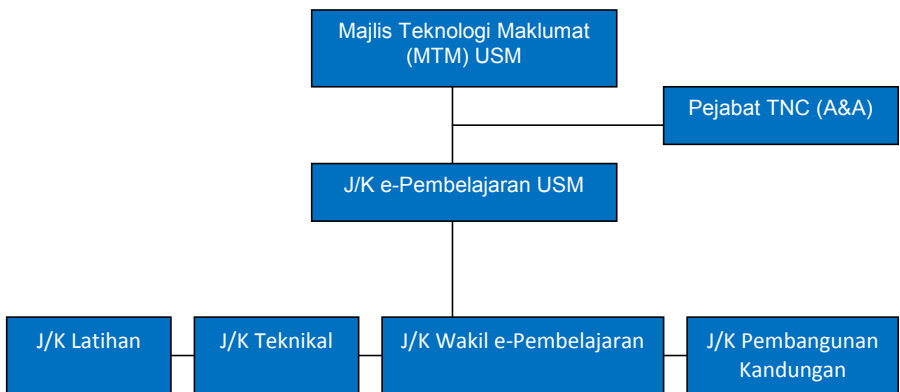 Majlis Teknologi Maklumat
(MTM) USM
Pejabat TNC (A&A)
J/K e-Pembelajaran USM
J/K Latihan
J/K Teknikal
J/K Wakil e-Pembelajaran
J/K Pembangunan
Kandungan